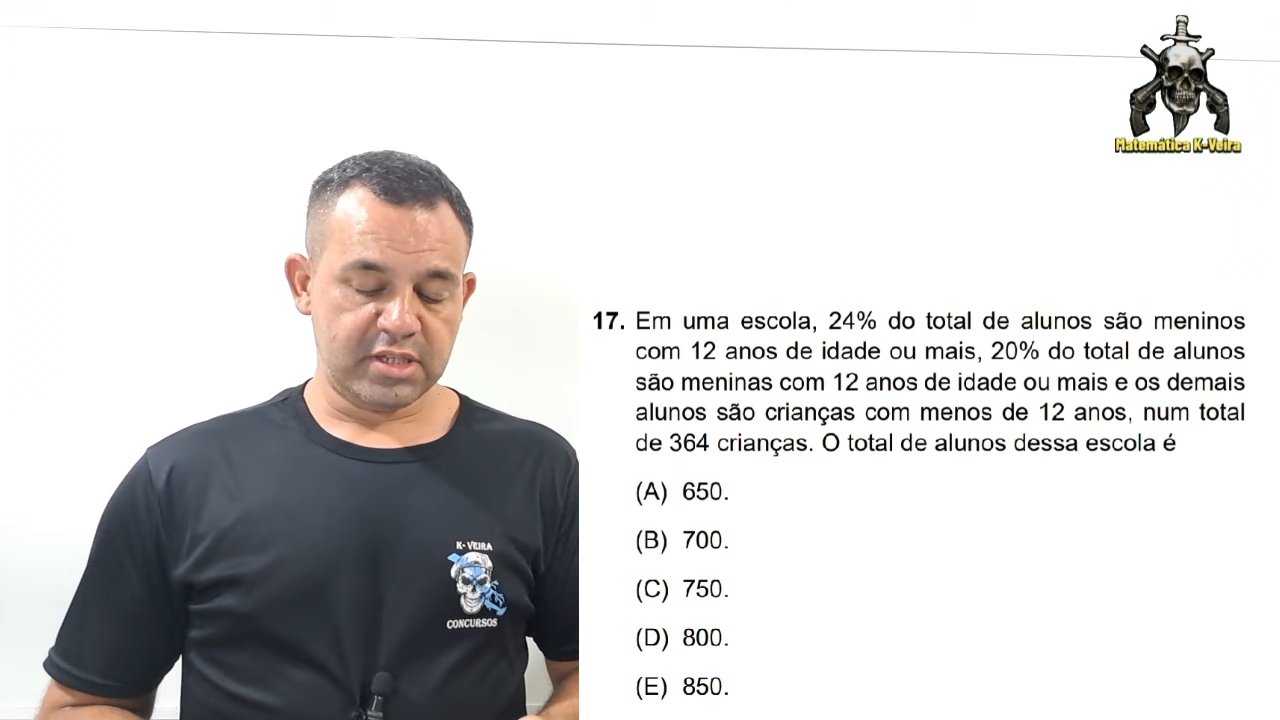 Matemática K-Veira
17. Em uma escola, 24% do total de alunos são meninos
com 12 anos de idade ou mais, 20% do total de alunos
são meninas com 12 anos de idade ou mais e os demais
alunos são crianças com menos de 12 anos, num total
de 364 crianças. O total de alunos dessa escola é
(A) 650.
(B) 700.
(C) 750.
(D) 800.
(E) 850.
K-VEIRA
CONCURSOS